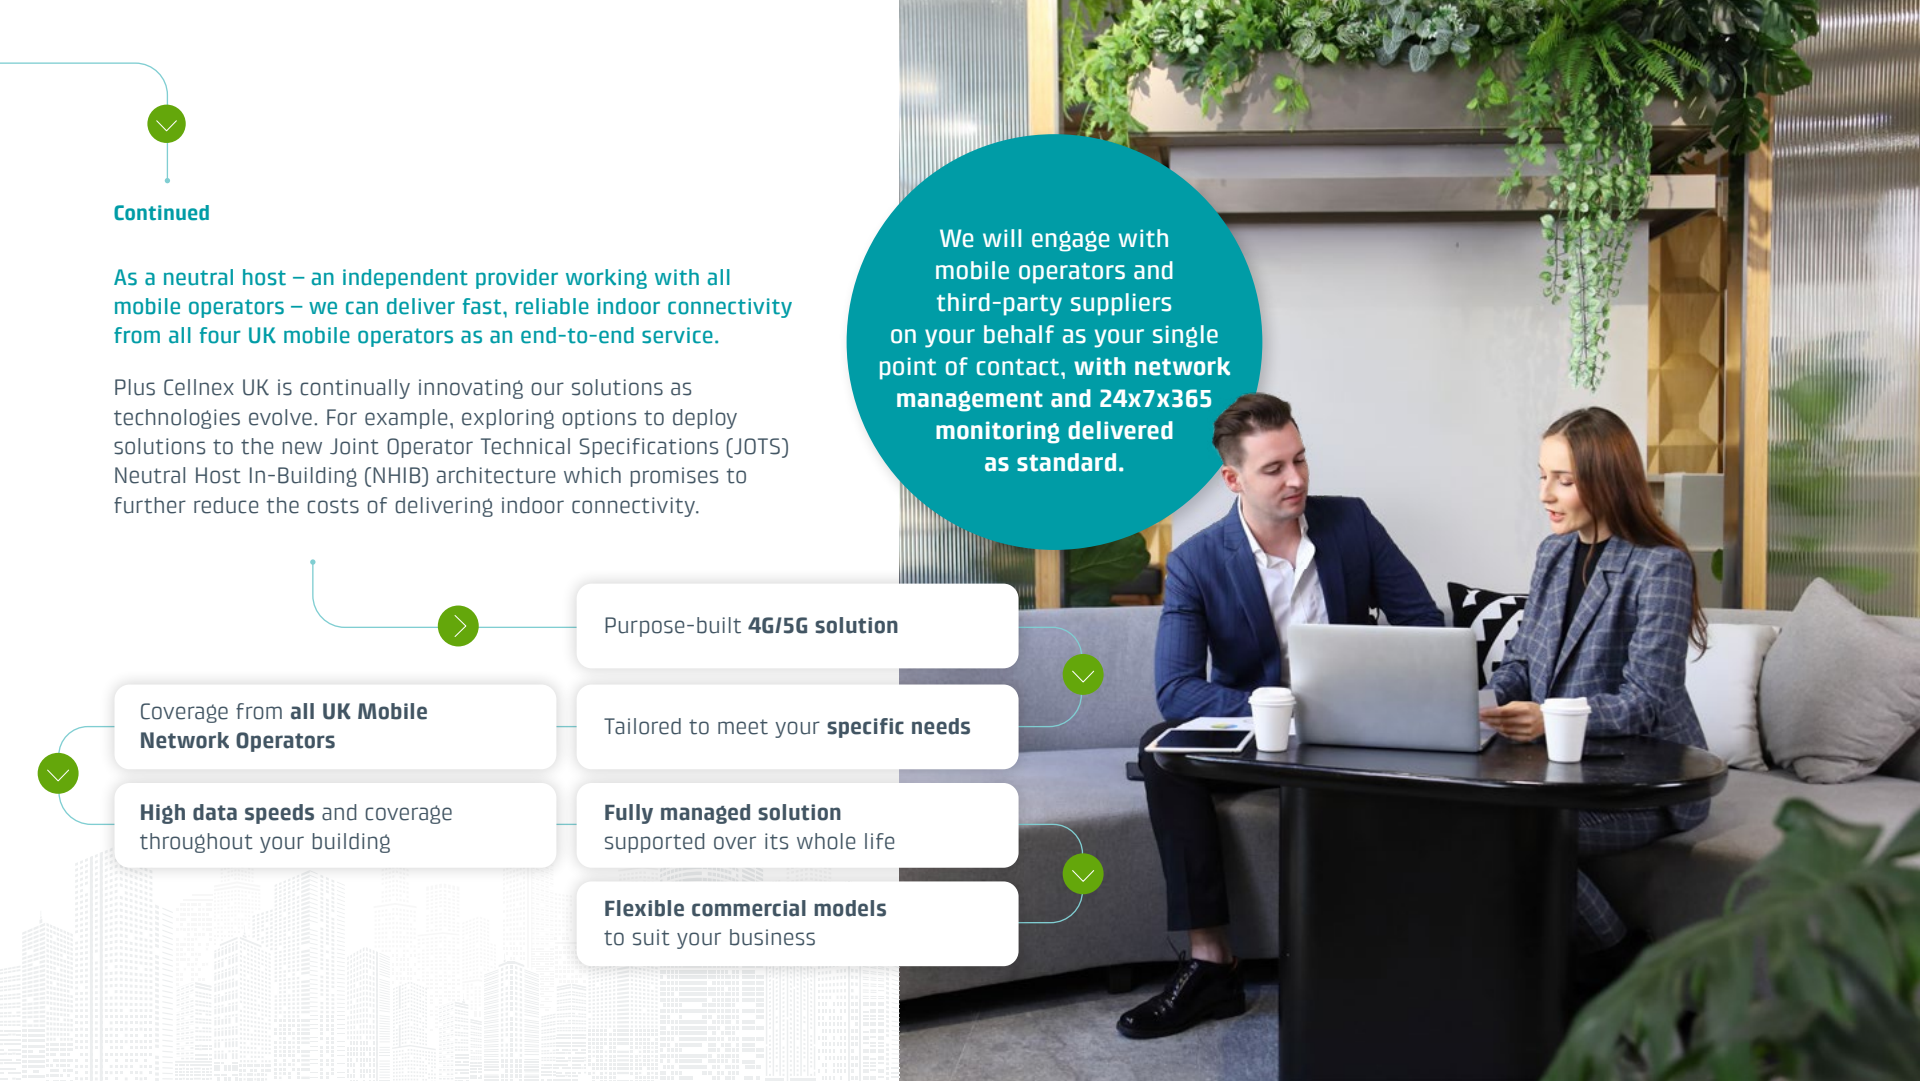 Continued
As a neutral host – an independent provider working with all
mobile operators – we can deliver fast, reliable indoor connectivity
from all four UK mobile operators as an end-to-end service.
Plus Cellnex UK is continually innovating our solutions as
technologies evolve. For example, exploring options to deploy
solutions to the new Joint Operator Technical Specifications (JOTS)
Neutral Host In-Building (NHIB) architecture which promises to
further reduce the costs of delivering indoor connectivity.
We will engage with
mobile operators and
third-party suppliers
on your behalf as your single
point of contact, with network
management and 24x7x365
monitoring delivered
as standard.
Purpose-built 4G/5G solution
Tailored to meet your specific needs
Coverage from all UK Mobile
Network Operators
High data speeds and coverage
throughout your building
Fully managed solution
supported over its whole life
Flexible commercial models
to suit your business